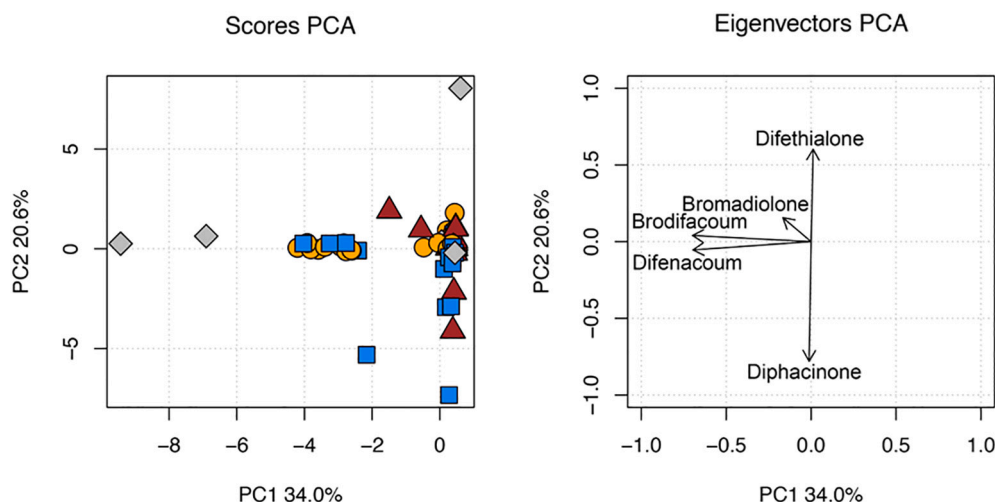 Scores PCA
5
0
−5
PC2 20.6%
−8 −6 −4 −2 0
PC1 34.0%
Eigenvectors PCA
1.0
0.5
0.0
−0.5
−1.0
PC2 20.6%
Difethialone
Bromadiolone
Brodifacoum
Difenacoum
Diphacinone
−1.0 −0.5 0.0 0.5 1.0
PC1 34.0%